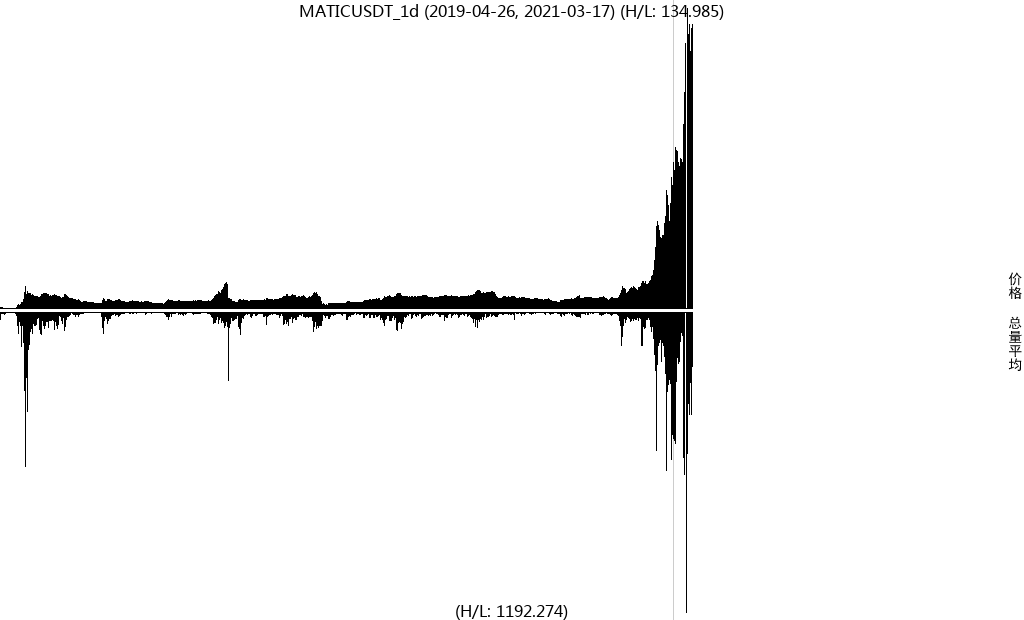 MATICUSDT_1d (2019-04-26, 2021-03-17) (H/L: 134.985)
价格
总量平均
(H/L: 1192.274)